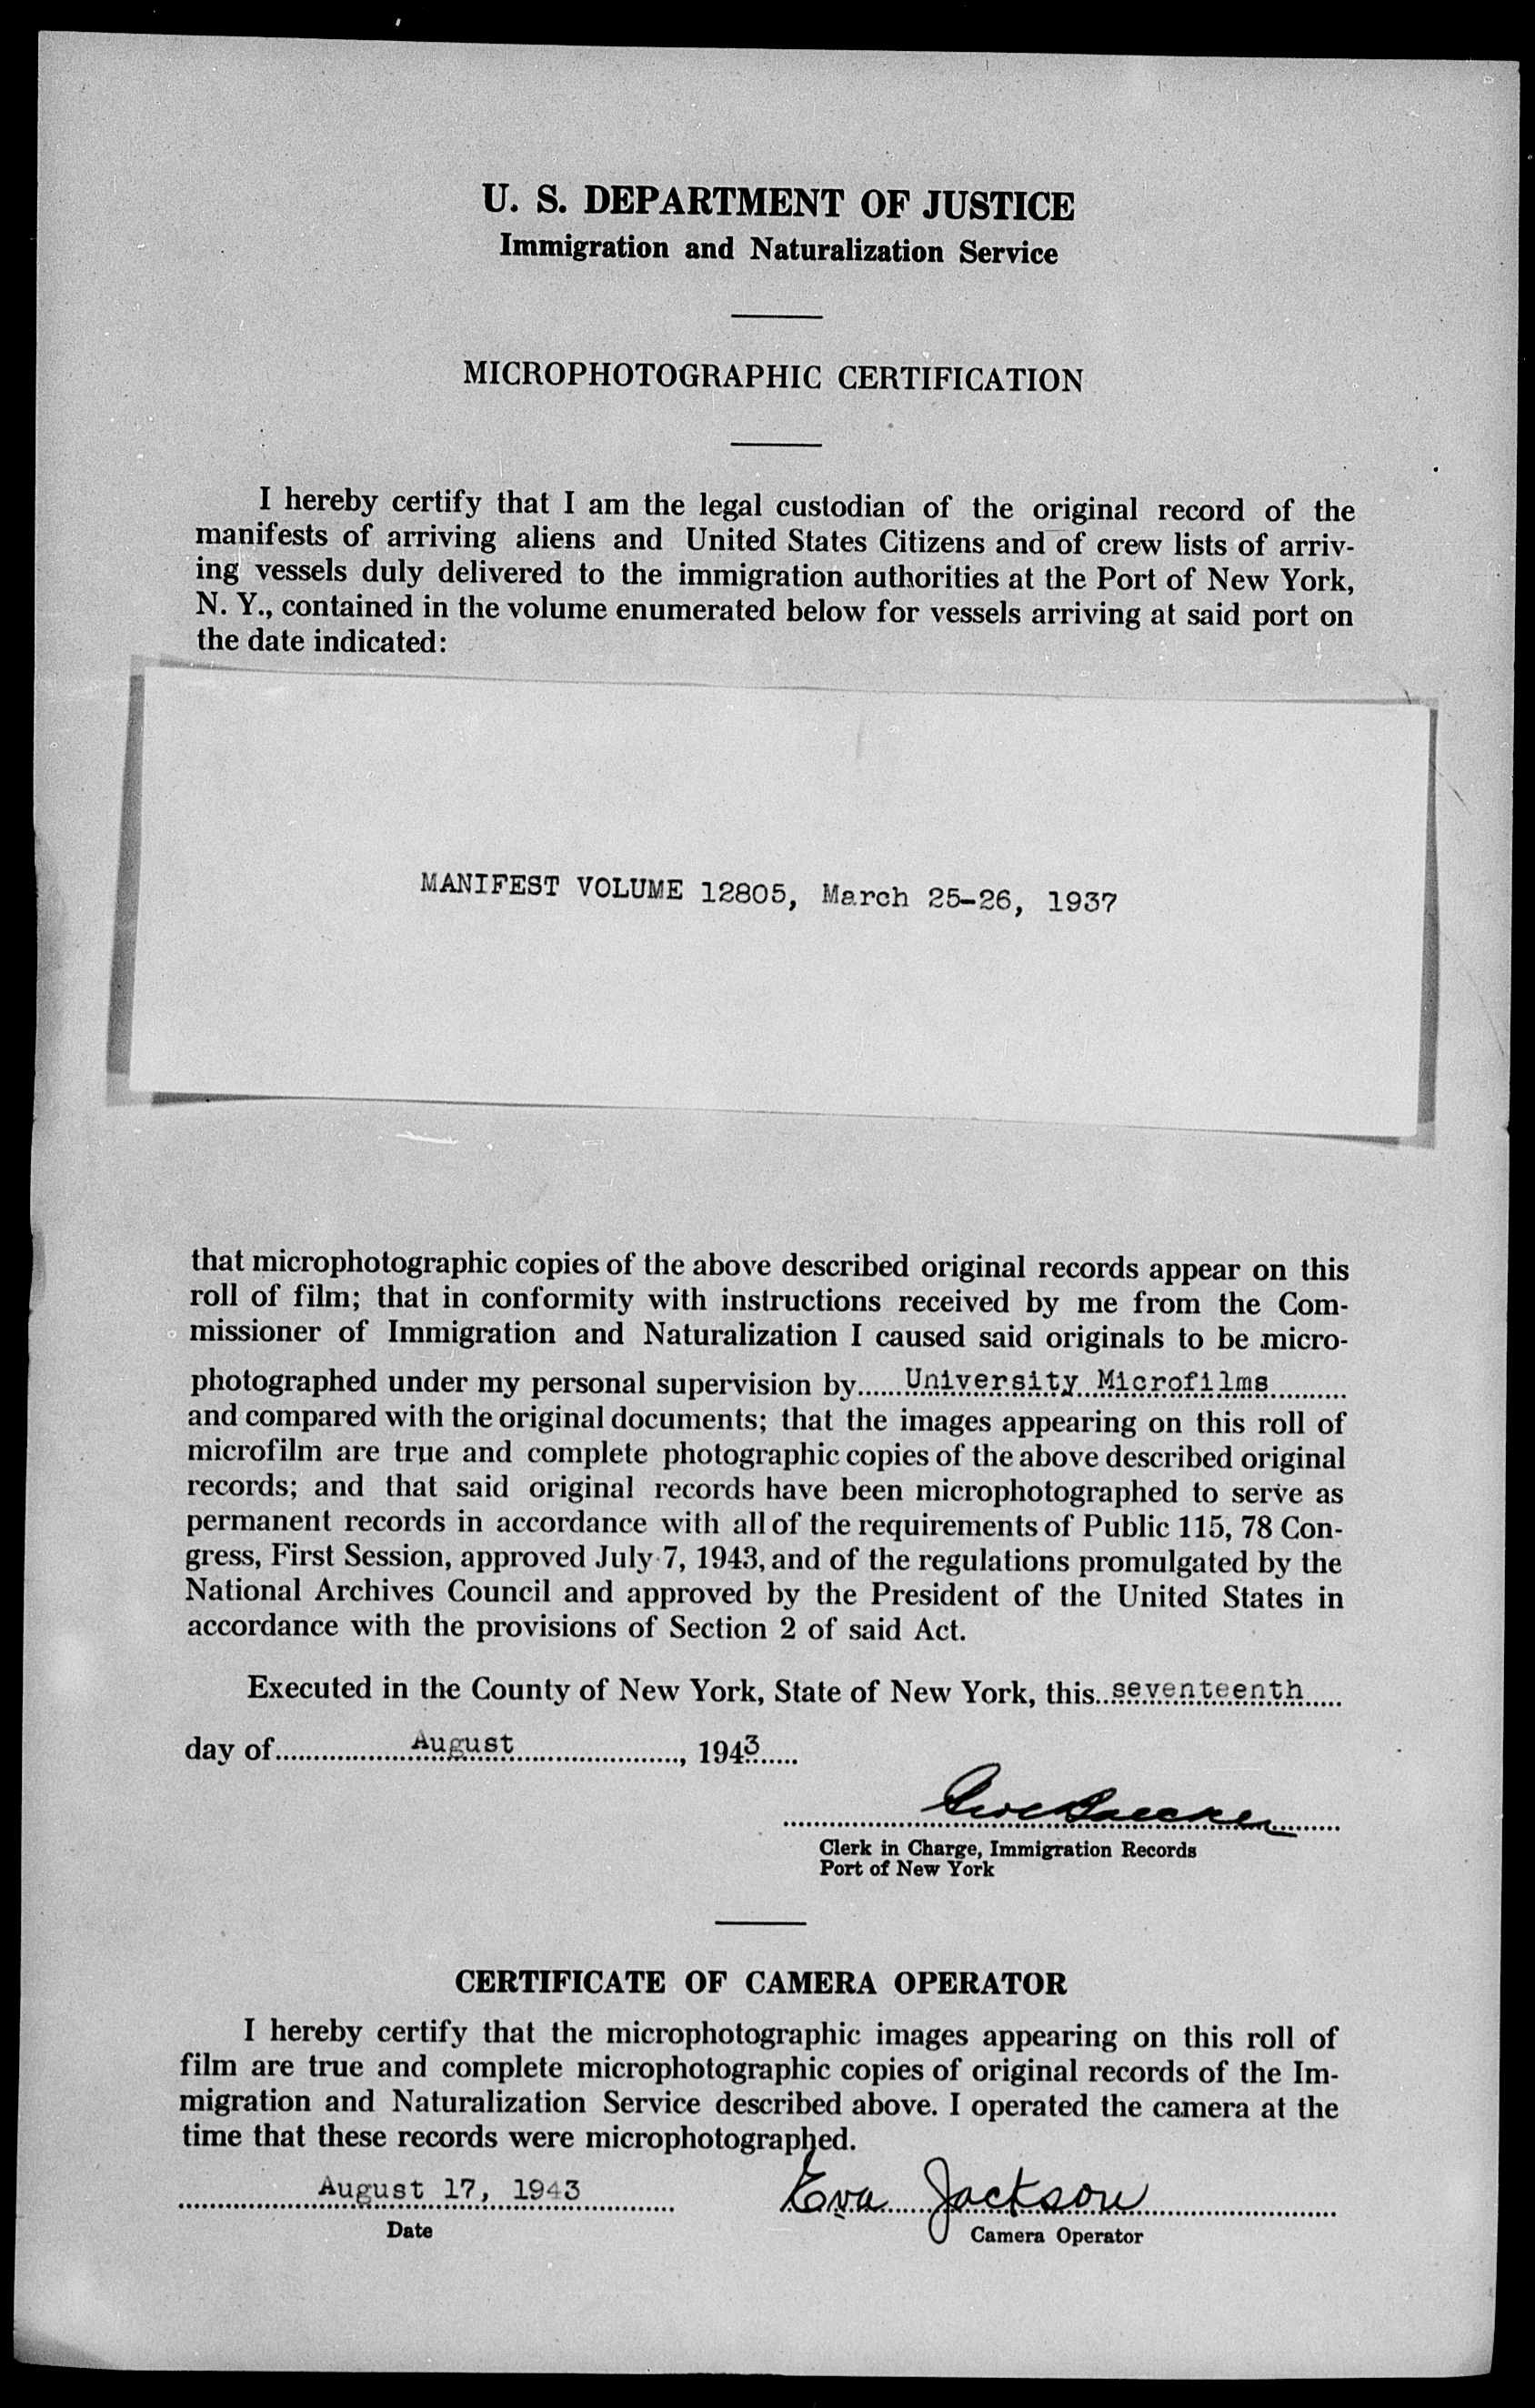 U. S. DEPARTMENT OF JUSTICE
Immigration and Naturalization Service
MICROPHOTOGRAPHIC CERTIFICATION
I hereby certify that I am the legal custodian of the original record of the
manifests of arriving aliens and United States Citizens and of crew lists of arriv-
ing vessels duly delivered to the immigration authorities at the Port of New York,
N. Y., contained in the volume enumerated below for vessels arriving at said port on
the date indicated:
MANIFEST VOLUME 12805, March 25-26, 1937
that microphotographic copies of the above described original records appear on this
roll of film; that in conformity with instructions received by me from the Com-
missioner of Immigration and Naturalization I caused said originals to be micro-
photographed under my personal supervision by......University Microfilms..........
and compared with the original documents; that the images appearing on this roll of
microfilm are true and complete photographic copies of the above described original
records; and that said original records have been microphotographed to serve as
permanent records in accordance with all of the requirements of Public 115, 78 Con-
gress, First Session, approved July 7, 1943, and of the regulations promulgated by the
National Archives Council and approved by the President of the United States in
accordance with the provisions of Section 2 of said Act.
Executed in the County of New York, State of New York, this..seventeenth.....
day of..................August......................, 1943......
Clerk in Charge, Immigration Records
Port of New York
CERTIFICATE OF CAMERA OPERATOR
I hereby certify that the microphotographic images appearing on this roll of
film are true and complete microphotographic copies of original records of the Im-
migration and Naturalization Service described above. I operated the camera at the
time that these records were microphotographed.
August 17, 1943 Eva Jackson
Date Camera Operator